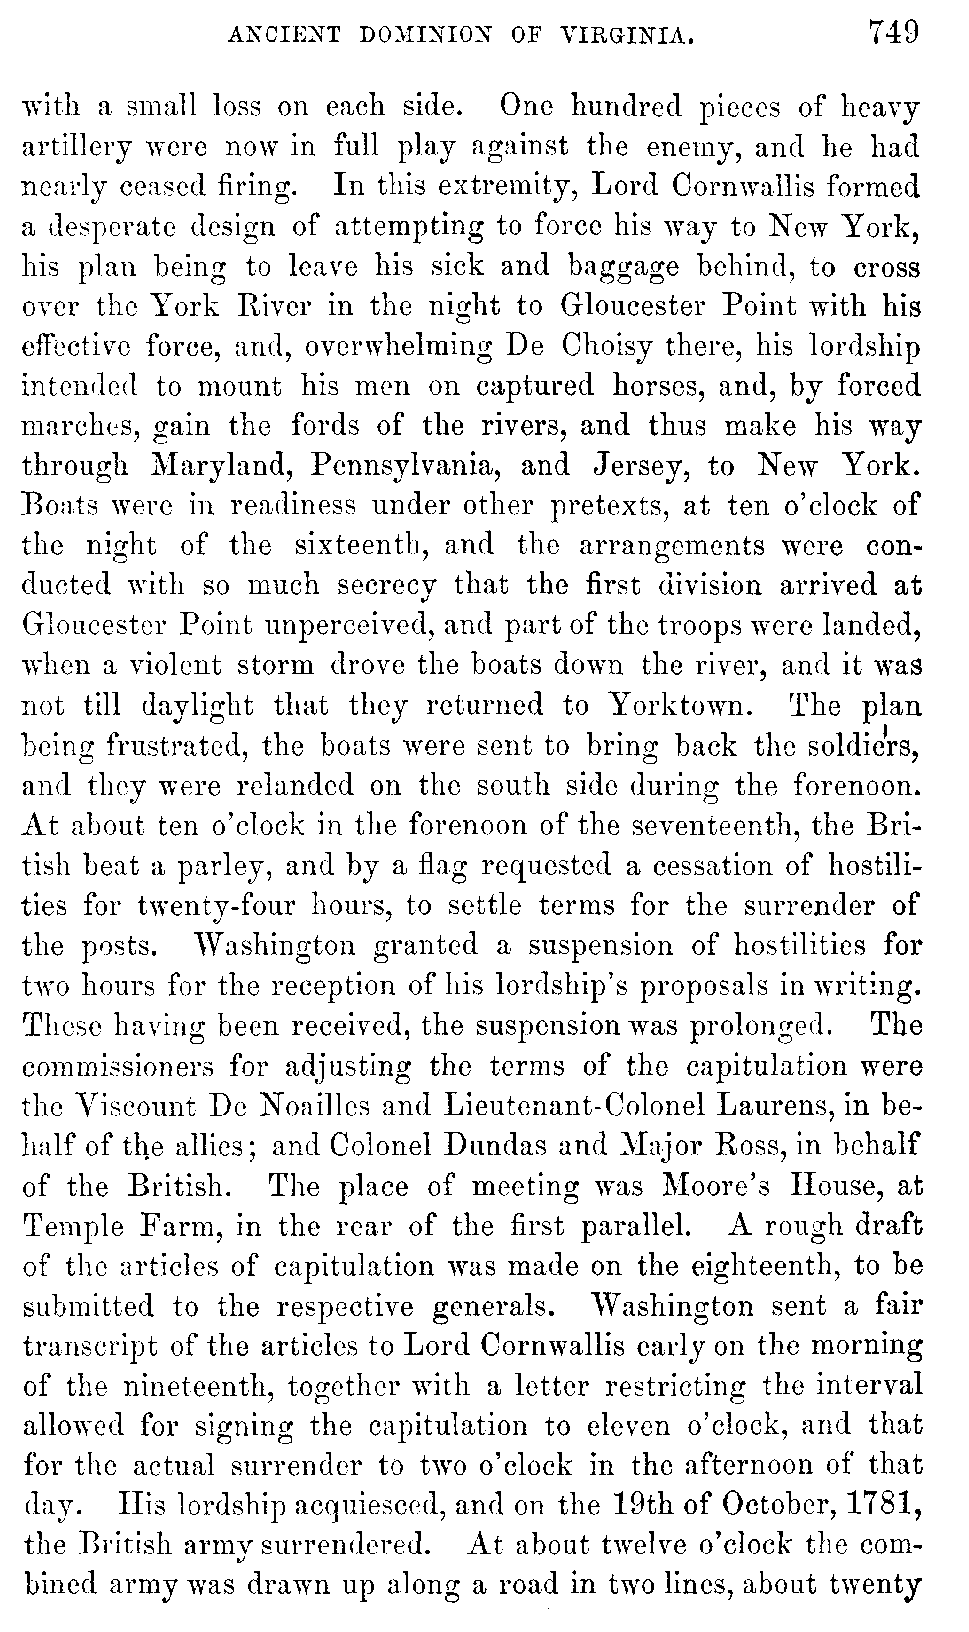 ANCIENT DOMINION OF VIRGINIA. 749
with a small loss on each side. One hundred pieces of heavy
artillery were now in full play against the enemy, and he had
nearly ceased firing. In this extremity, Lord Cornwallis formed
a desperate design of attempting to force his way to New York,
his plan being to leave his sick and baggage behind, to cross
over the York River in the night to Gloucester Point with his
effective force, and, overwhelming De Choisy there, his lordship
intended to mount his men on captured horses, and, by forced
marches, gain the fords of the rivers, and thus make his way
through Maryland, Pennsylvania, and Jersey, to New York.
Boats were in readiness under other pretexts, at ten o'clock of
the night of the sixteenth, and the arrangements were con-
ducted with so much secrecy that the first division arrived at
Gloucester Point unperceived, and part of the troops were landed,
when a violent storm drove the boats down the river, and it was
not till daylight that they returned to Yorktown. The plan
being frustrated, the boats were sent to bring back the soldiers,
and they were relanded on the south side during the forenoon.
At about ten o'clock in the forenoon of the seventeenth, the Bri-
tish beat a parley, and by a flag requested a cessation of hostili-
ties for twenty-four hours, to settle terms for the surrender of
the posts. Washington granted a suspension of hostilities for
two hours for the reception of his lordship's proposals in writing.
These having been received, the suspension was prolonged. The
commissioners for adjusting the terms of the capitulation were
the Viscount De Noailles and Lieutenant-Colonel Laurens, in be-
half of the allies; and Colonel Dundas and Major Ross, in behalf
of the British. The place of meeting was Moore's House, at
Temple Farm, in the rear of the first parallel. A rough draft
of the articles of capitulation was made on the eighteenth, to be
submitted to the respective generals. Washington sent a fair
transcript of the articles to Lord Cornwallis early on the morning
of the nineteenth, together with a letter restricting the interval
allowed for signing the capitulation to eleven o'clock, and that
for the actual surrender to two o'clock in the afternoon of that
day. His lordship acquiesced, and on the 19th of October, 1781,
the British army surrendered. At about twelve o'clock the com-
bined army was drawn up along a road in two lines, about twenty